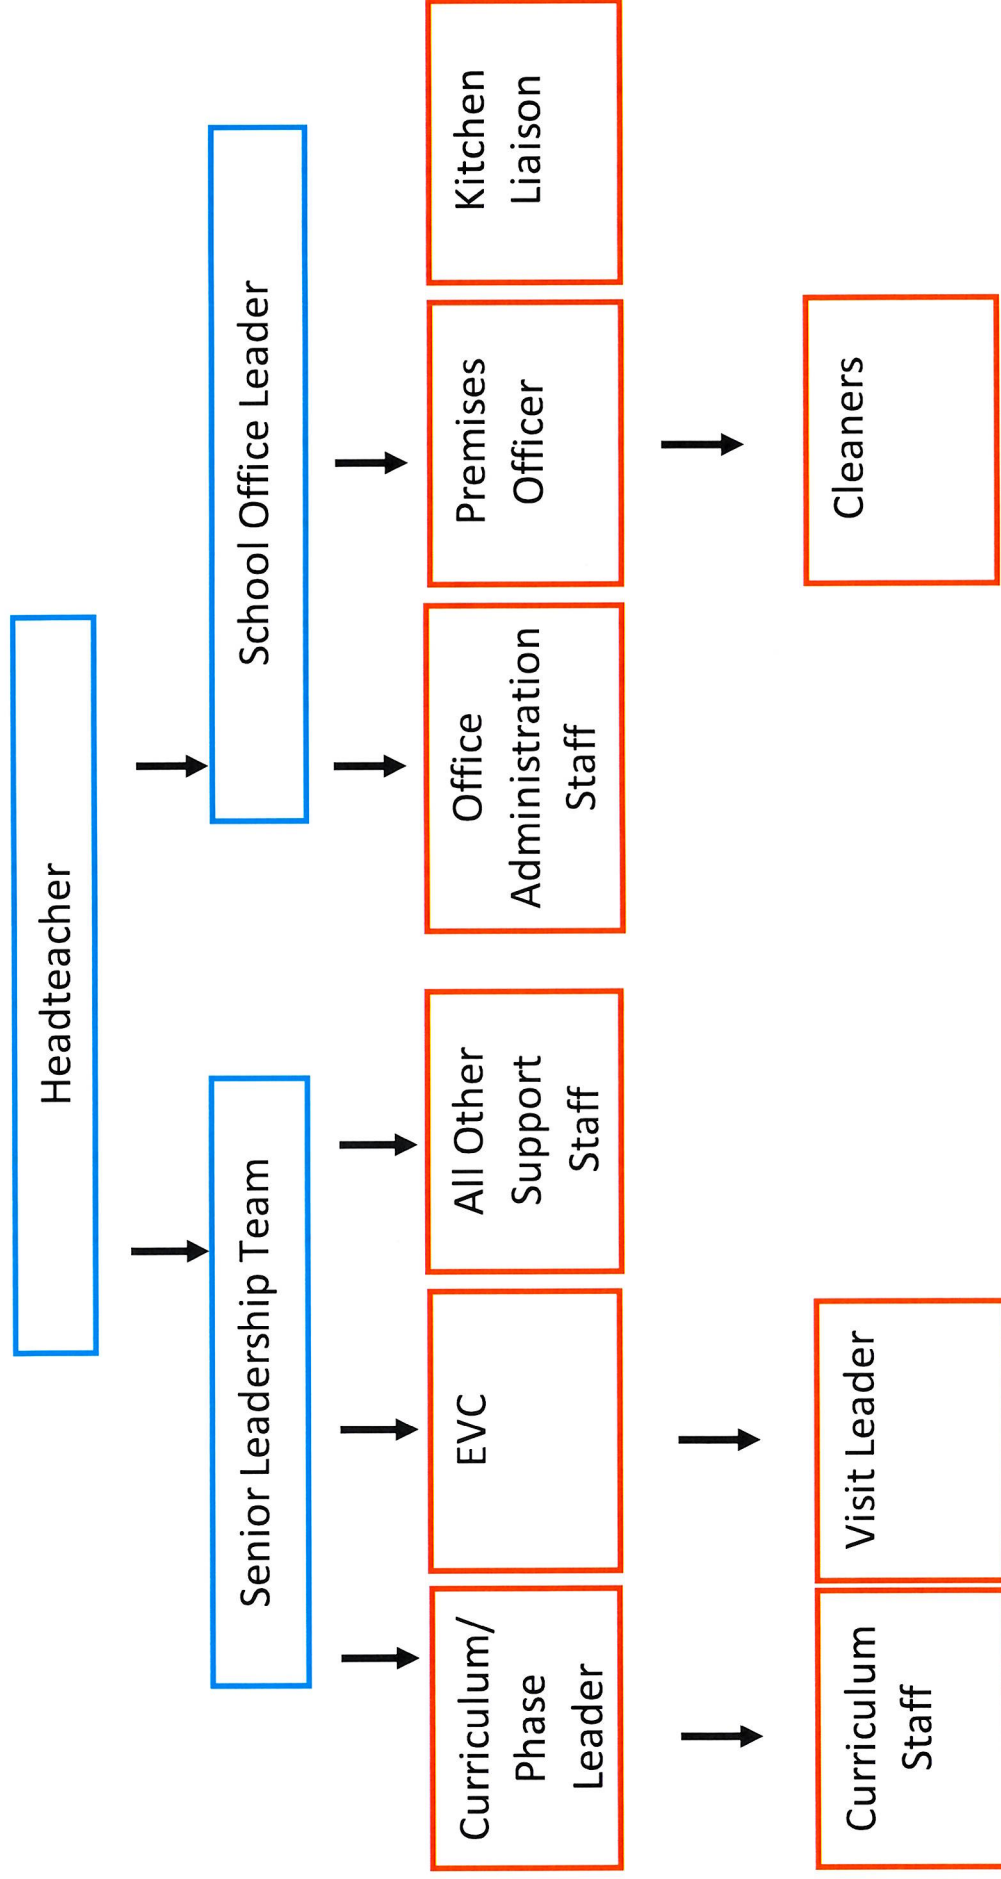 Headteacher
Senior Leadership Team
School Office Leader
Curriculum/
Phase
Leader
EVC
All Other
Support
Staff
Office
Administration
Staff
Premises
Officer
Kitchen
Liaison
Curriculum
Staff
Visit Leader
Cleaners